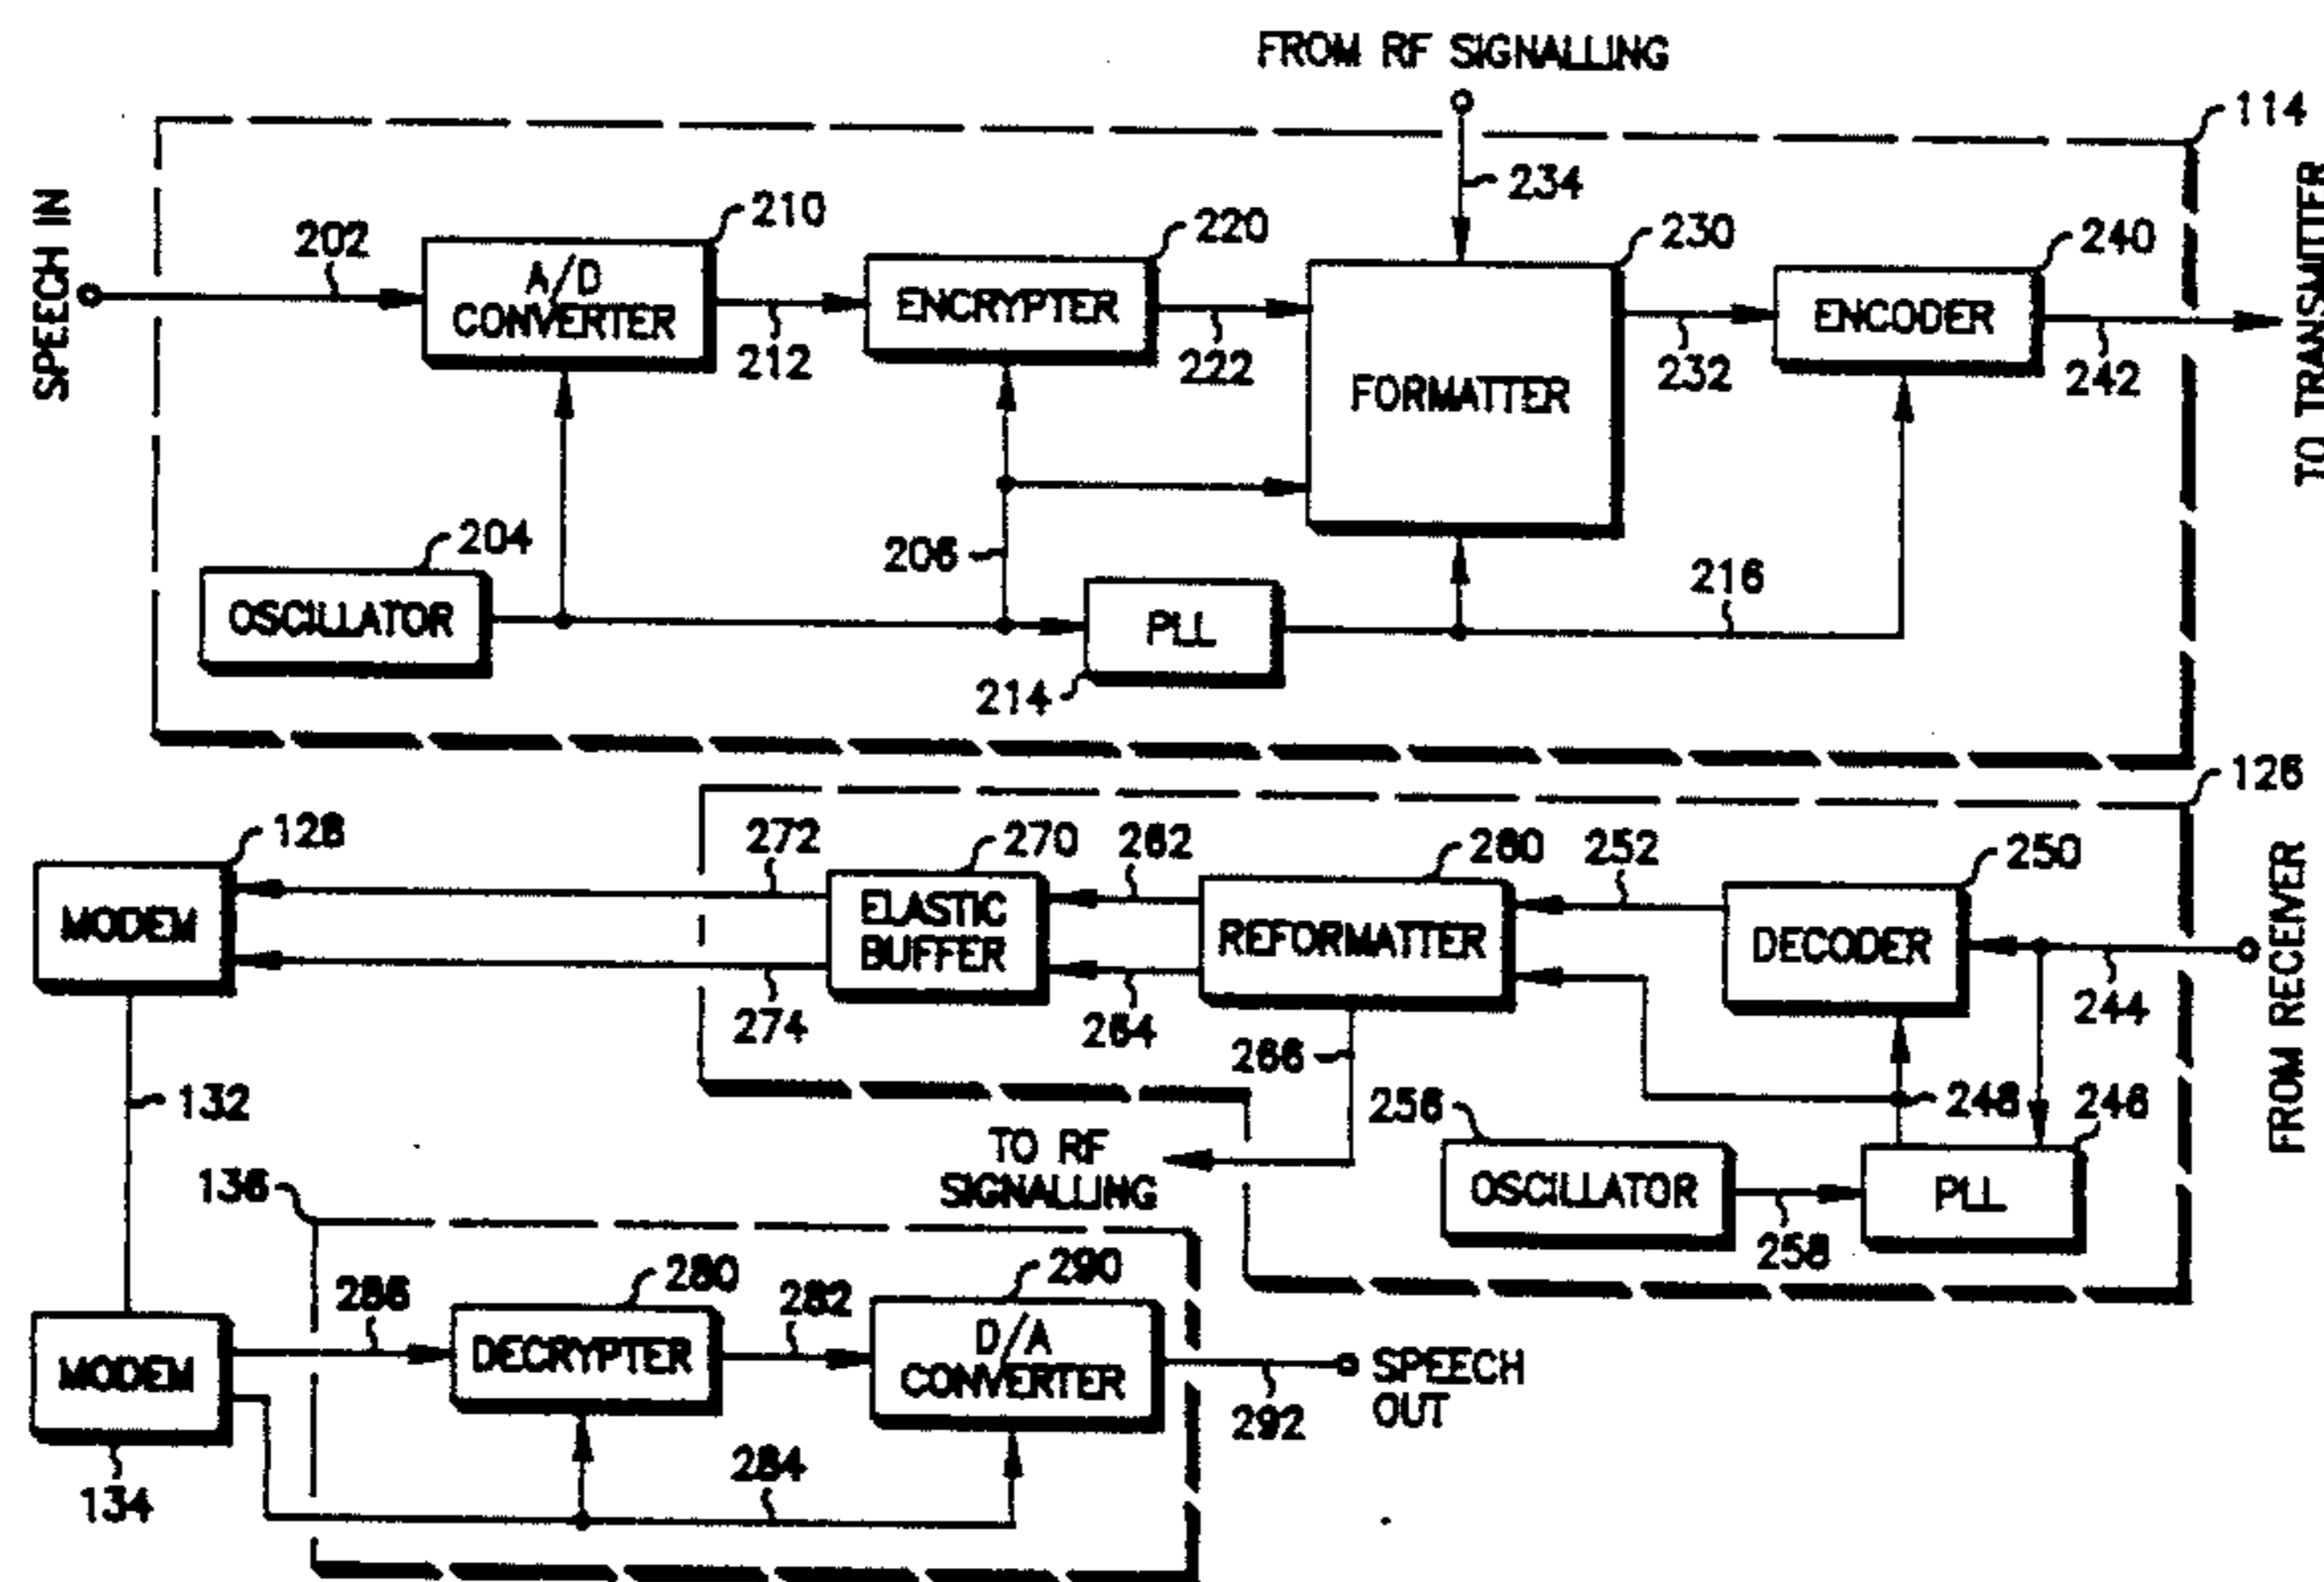 FROM RF SIGNALLING
114
234
SPEECH IN
202
210
A/D
CONVERTER
212
220
ENCRYPTER
222
230
FORMATTER
232
240
ENCODER
242
TO TRANSMITTER
204
OSCILLATOR
206
PLL
214
216
126
128
MODEM
272
270
ELASTIC
BUFFER
274
262
264
260
REFORMATTER
266
252
250
DECODER
244
FROM RECEIVER
248
246
256
OSCILLATOR
258
PLL
TO RF
SIGNALLING
132
136
MODEM
134
286
280
DECRYPTER
282
290
D/A
CONVERTER
284
292
SPEECH
OUT